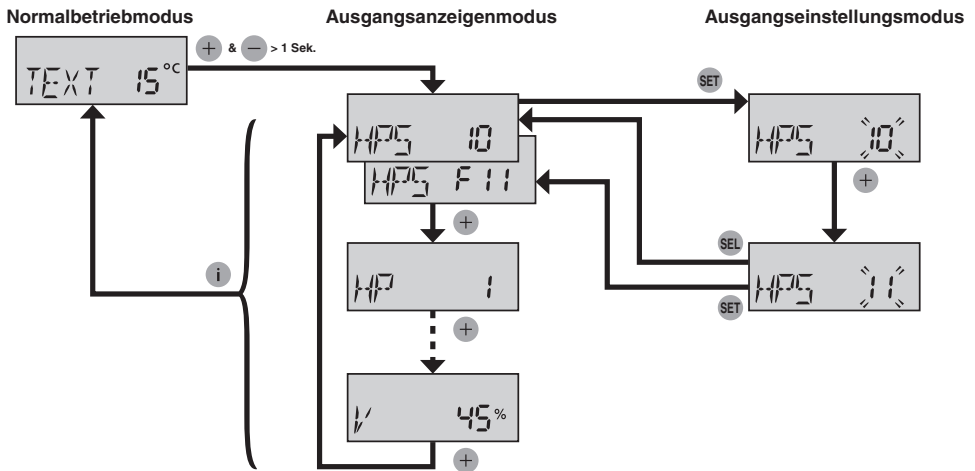 Normalbetriebmodus
Ausgangsanzeigenmodus
Ausgangseinstellungsmodus
+ & − > 1 Sek.
TEXT 15°C
SET
HPS 10
HPS F11
HPS 10
+
+
i
SEL
HP 1
HPS 11
SET
+
V 45%
+